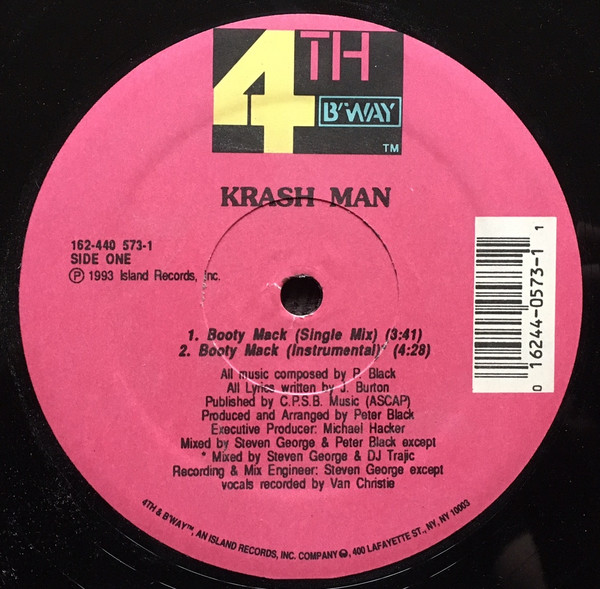 4TH
B'WAY
TM
KRASH MAN
162-440 573-1
SIDE ONE
Ⓟ 1993 Island Records, Inc.
1. Booty Mack (Single Mix) (3:41)
2. Booty Mack (Instrumental)* (4:28)
All music composed by P. Black
All Lyrics written by J. Burton
Published by C.P.S.B. Music (ASCAP)
Produced and Arranged by Peter Black
Executive Producer: Michael Hacker
Mixed by Steven George & Peter Black except
* Mixed by Steven George & DJ Trajic
Recording & Mix Engineer: Steven George except
vocals recorded by Van Christie
0 16244-0573-1 1
4TH & B'WAY™, AN ISLAND RECORDS, INC. COMPANY, 400 LAFAYETTE ST., NY, NY 10003